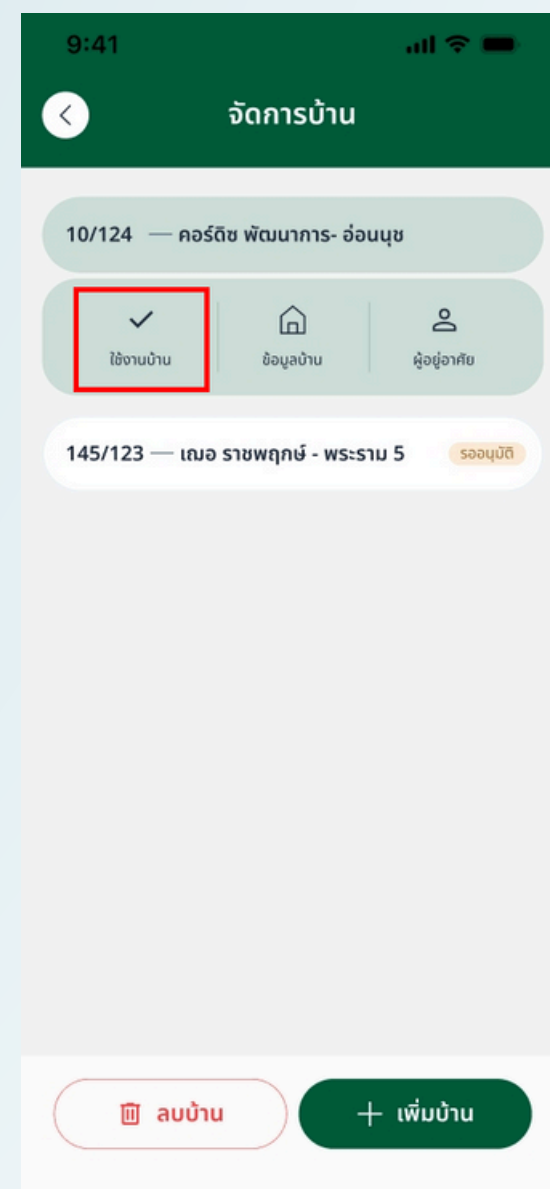 9:41
จัดการบ้าน
10/124 — คอร์ดิซ พัฒนาการ- อ่อนนุช
ใช้งานบ้าน ข้อมูลบ้าน ผู้อยู่อาศัย
145/123 — เฌอ ราชพฤกษ์ - พระราม 5 รออนุมัติ
ลบบ้าน + เพิ่มบ้าน